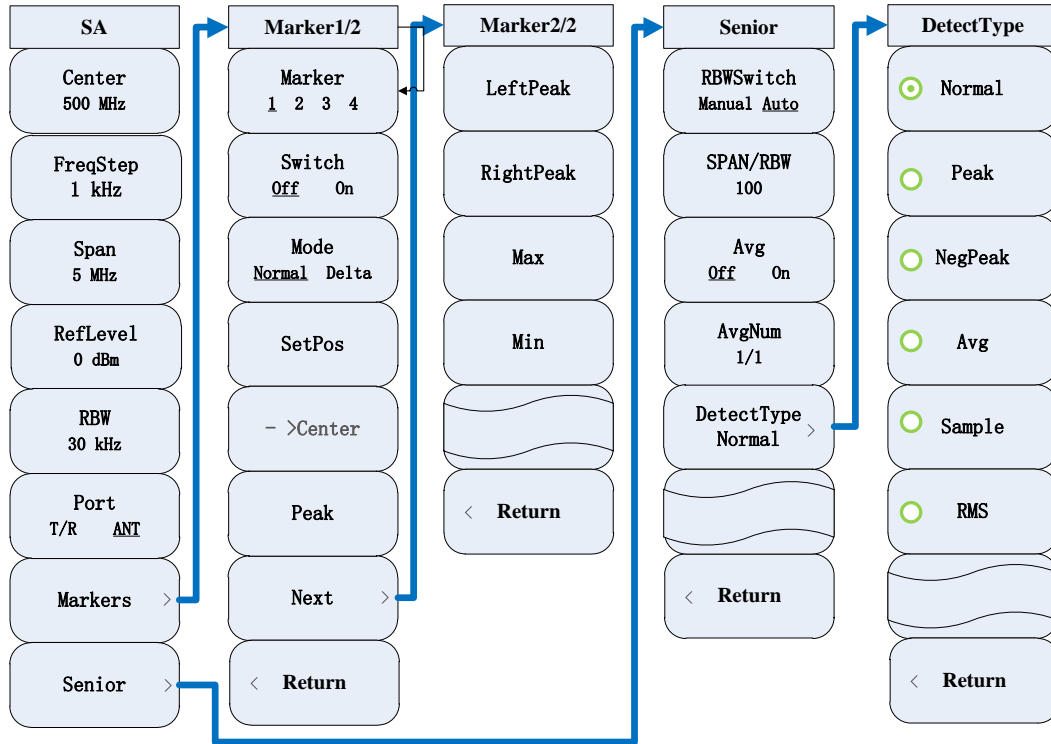 SA
Center
500 MHz
FreqStep
1 kHz
Span
5 MHz
RefLevel
0 dBm
RBW
30 kHz
Port
T/R ANT
Markers >
Senior >
Marker1/2
Marker
1 2 3 4
Switch
Off On
Mode
Normal Delta
SetPos
- >Center
Peak
Next >
< Return
Marker2/2
LeftPeak
RightPeak
Max
Min
< Return
Senior
RBWSwitch
Manual Auto
SPAN/RBW
100
Avg
Off On
AvgNum
1/1
DetectType >
Normal
< Return
DetectType
Normal
Peak
NegPeak
Avg
Sample
RMS
< Return